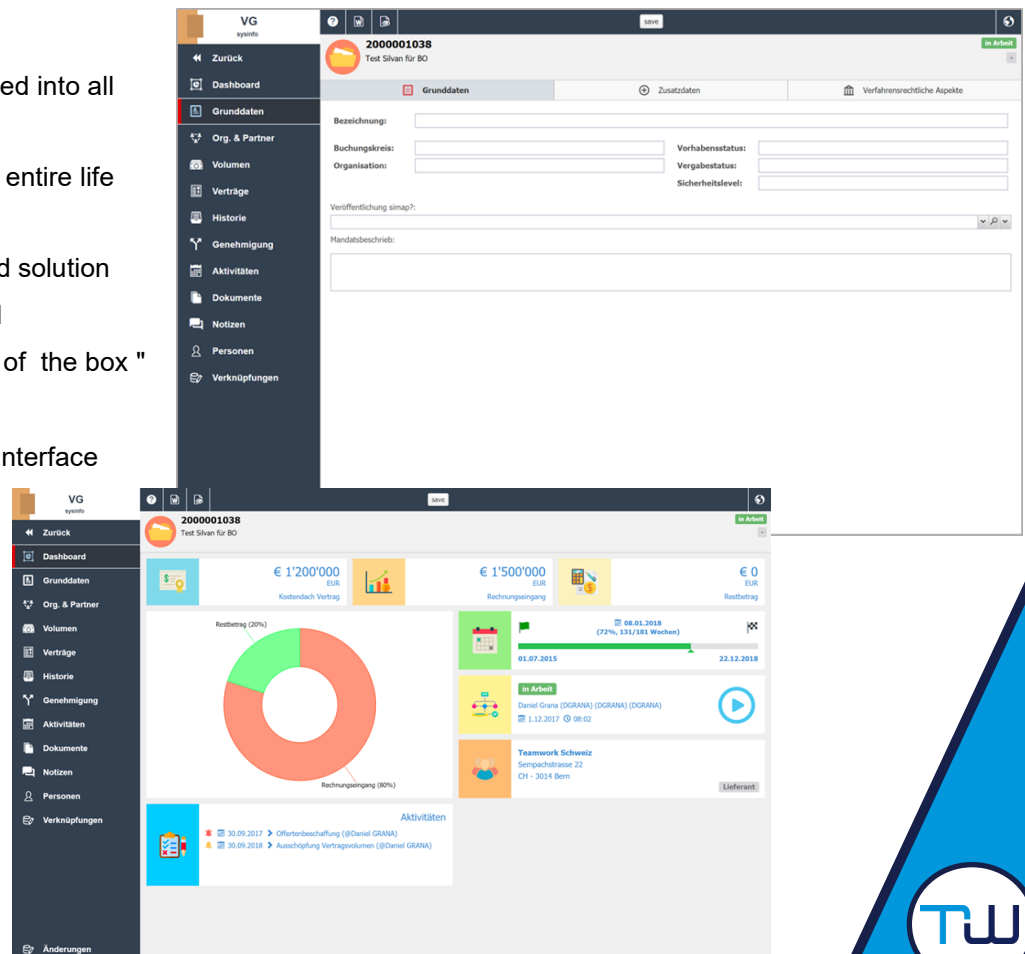 ed into all
entire life
d solution
of the box "
nterface
VG
sysinfo
save
2000001038
Test Silvan für BO
in Arbeit
Zurück
Dashboard
Grunddaten
Org. & Partner
Volumen
Verträge
Historie
Genehmigung
Aktivitäten
Dokumente
Notizen
Personen
Verknüpfungen
Grunddaten
Zusatzdaten
Verfahrensrechtliche Aspekte
Bezeichnung:
Buchungskreis:
Vorhabensstatus:
Organisation:
Vergabestatus:
Sicherheitslevel:
Veröffentlichung simap?:
Mandatsbeschrieb:
VG
sysinfo
save
2000001038
Test Silvan für BO
in Arbeit
Zurück
Dashboard
Grunddaten
Org. & Partner
Volumen
Verträge
Historie
Genehmigung
Aktivitäten
Dokumente
Notizen
Personen
Verknüpfungen
Änderungen
€ 1'200'000
EUR
Kostendach Vertrag
€ 1'500'000
EUR
Rechnungseingang
€ 0
EUR
Restbetrag
Restbetrag (20%)
Rechnungseingang (80%)
08.01.2018
(72%, 131/181 Wochen)
01.07.2015
22.12.2018
in Arbeit
Daniel Grana (DGRANA) (DGRANA) (DGRANA)
1.12.2017 08:02
Teamwork Schweiz
Sempachstrasse 22
CH - 3014 Bern
Lieferant
Aktivitäten
30.09.2017 Offertenbeschaffung (@Daniel GRANA)
30.09.2018 Ausschöpfung Vertragsvolumen (@Daniel GRANA)
TW